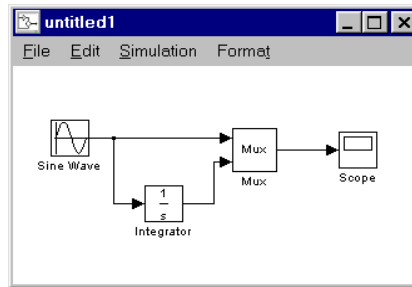 untitled1
File Edit Simulation Format
Sine Wave
Mux
Mux
Scope
1
s
Integrator